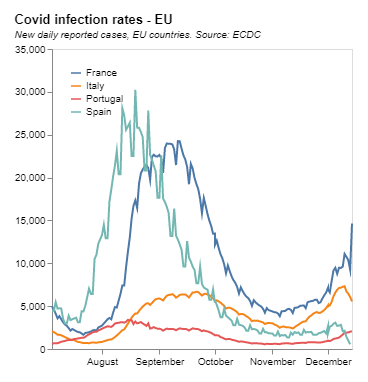 Covid infection rates - EU
New daily reported cases, EU countries. Source: ECDC
35,000
30,000
25,000
20,000
15,000
10,000
5,000
0
France
Italy
Portugal
Spain
August September October November December